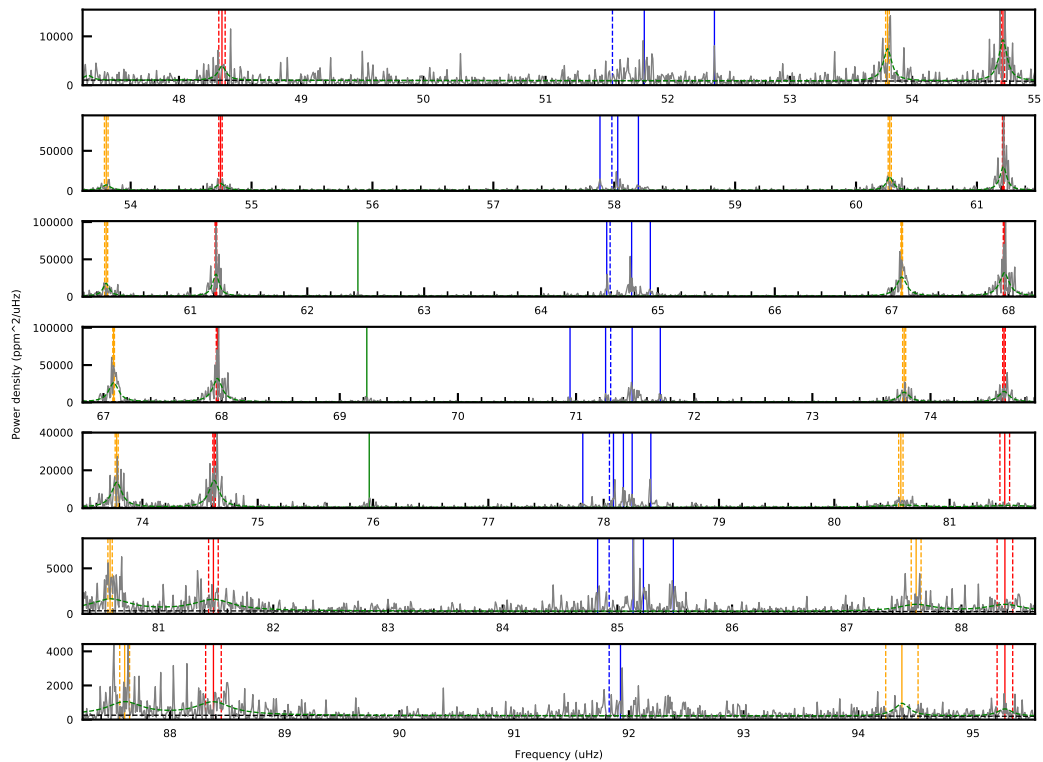 10000
0
48 49 50 51 52 53 54 55
50000
0
54 55 56 57 58 59 60 61
100000
50000
0
61 62 63 64 65 66 67 68
100000
50000
0
67 68 69 70 71 72 73 74
Power density (ppm^2/uHz)
40000
20000
0
74 75 76 77 78 79 80 81
5000
0
81 82 83 84 85 86 87 88
4000
2000
0
88 89 90 91 92 93 94 95
Frequency (uHz)